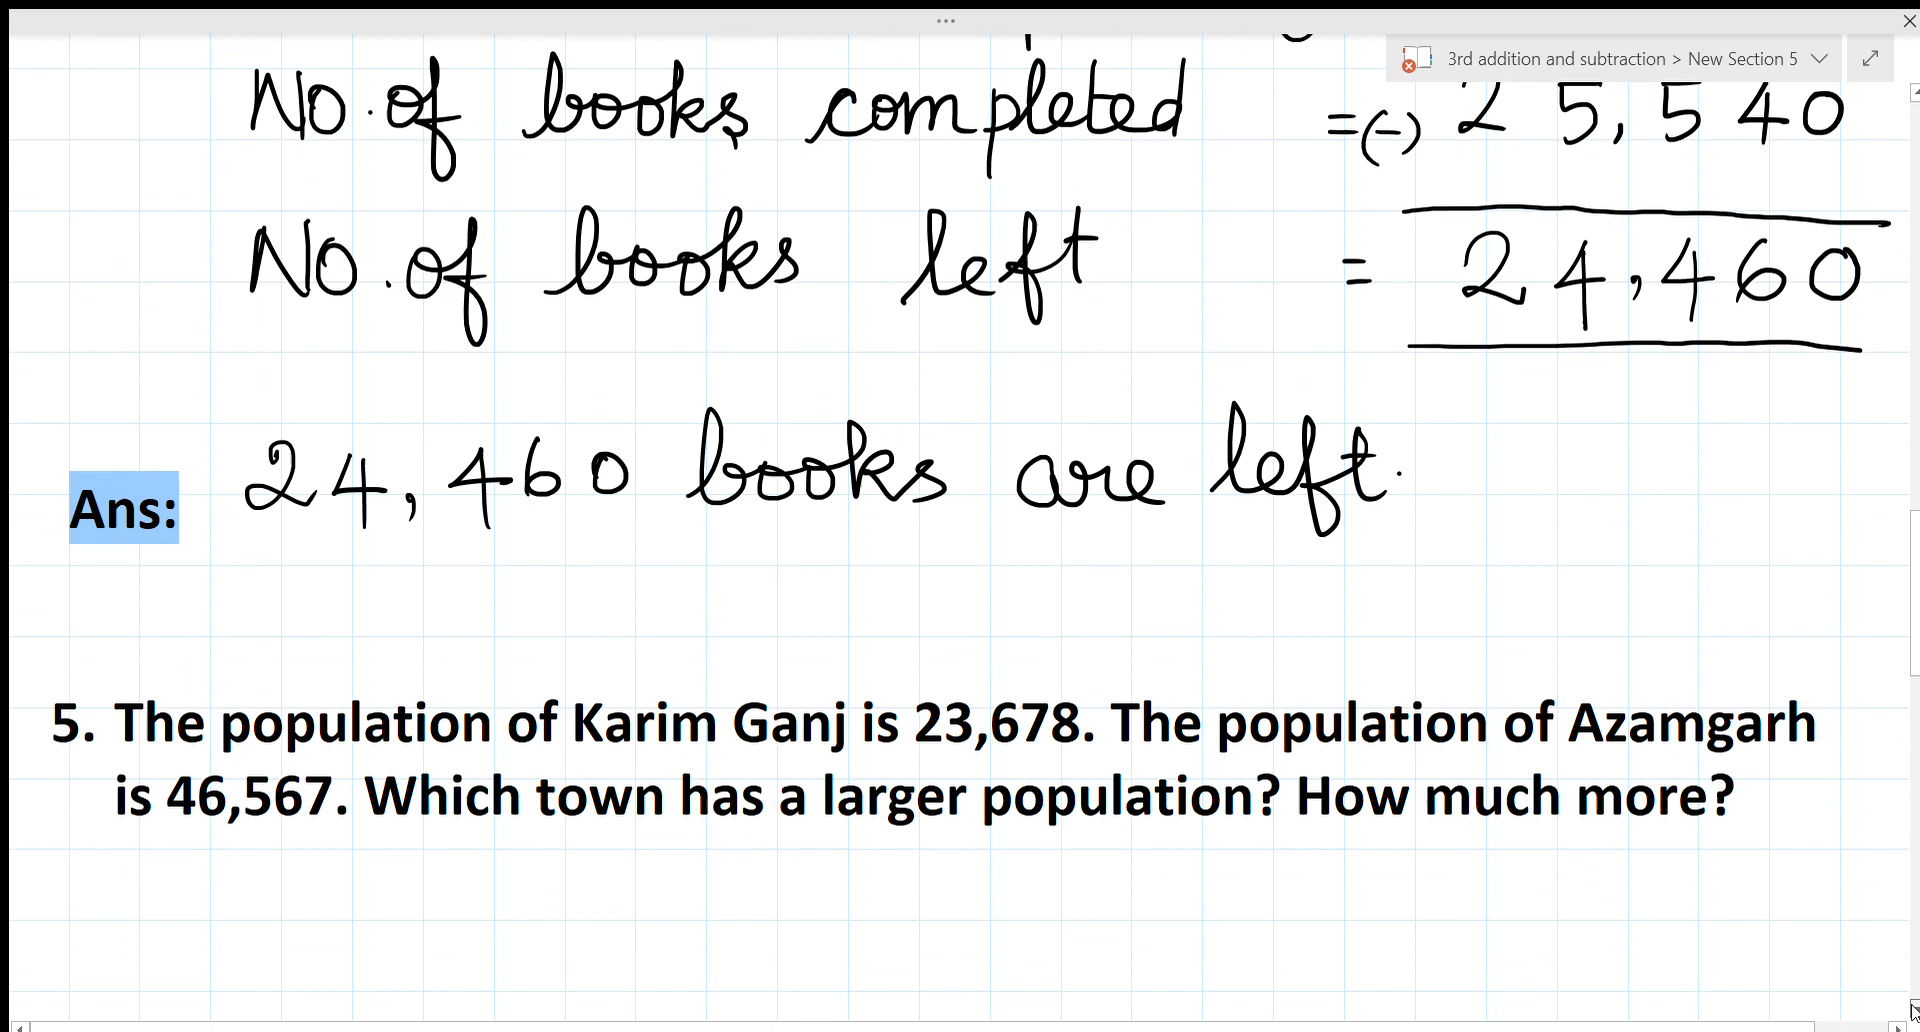 3rd addition and subtraction > New Section 5
No. of books completed =(-) 25,540
No. of books left = 24,460
Ans: 24,460 books are left.
5. The population of Karim Ganj is 23,678. The population of Azamgarh
is 46,567. Which town has a larger population? How much more?